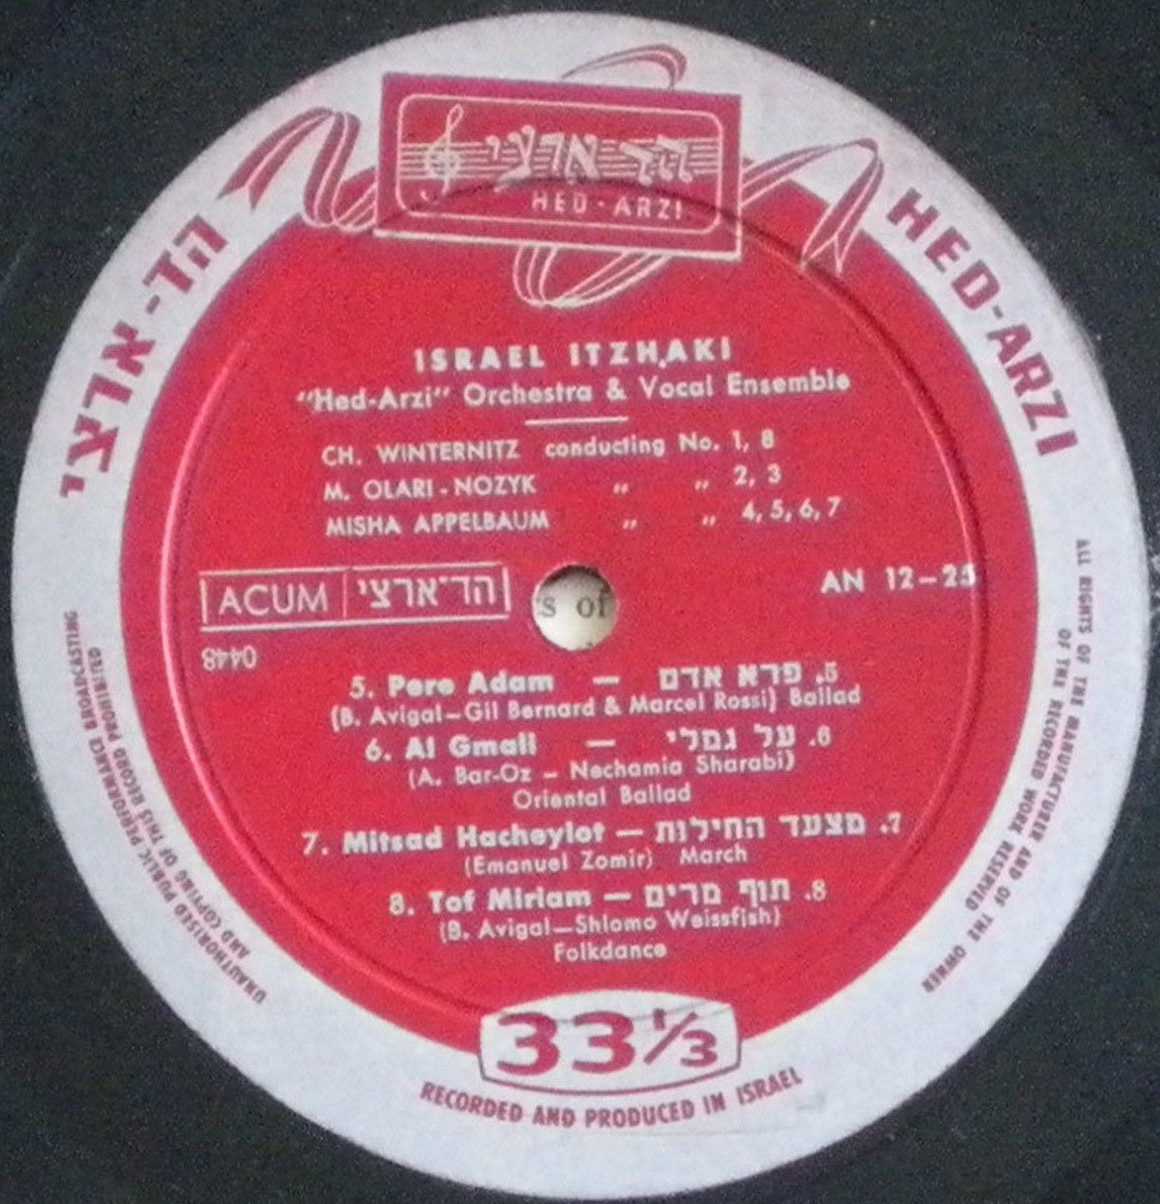 הד ארצי
HED-ARZI
הד-ארצי
HED-ARZI
ISRAEL ITZHAKI
"Hed-Arzi" Orchestra & Vocal Ensemble
CH. WINTERNITZ conducting No. 1, 8
M. OLARI-NOZYK " " 2, 3
MISHA APPELBAUM " " 4, 5, 6, 7
ACUM הד־ארצי
s of
AN 12-25
0448
5. Pere Adam — פרא אדם .5
(B. Avigal—Gil Bernard & Marcel Rossi) Ballad
6. Al Gmali — על גמלי .6
(A. Bar-Oz - Nechamia Sharabi)
Oriental Ballad
7. Mitsad Hacheylot — מצעד החילות .7
(Emanuel Zomir) March
8. Tof Miriam — תוף מרים .8
(B. Avigal—Shlomo Weissfish)
Folkdance
33⅓
RECORDED AND PRODUCED IN ISRAEL
UNAUTHORISED PUBLIC PERFORMANCE BROADCASTING
AND COPYING OF THIS RECORD PROHIBITED
ALL RIGHTS OF THE MANUFACTURER AND OF THE OWNER
OF THE RECORDED WORK RESERVED